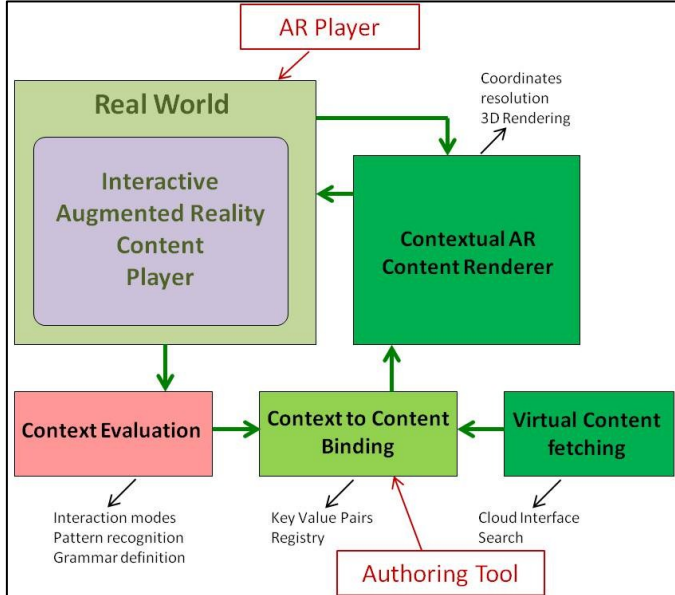 AR Player
Real World
Interactive
Augmented Reality
Content
Player
Coordinates
resolution
3D Rendering
Contextual AR
Content Renderer
Context Evaluation
Context to Content
Binding
Virtual Content
fetching
Interaction modes
Pattern recognition
Grammar definition
Key Value Pairs
Registry
Cloud Interface
Search
Authoring Tool